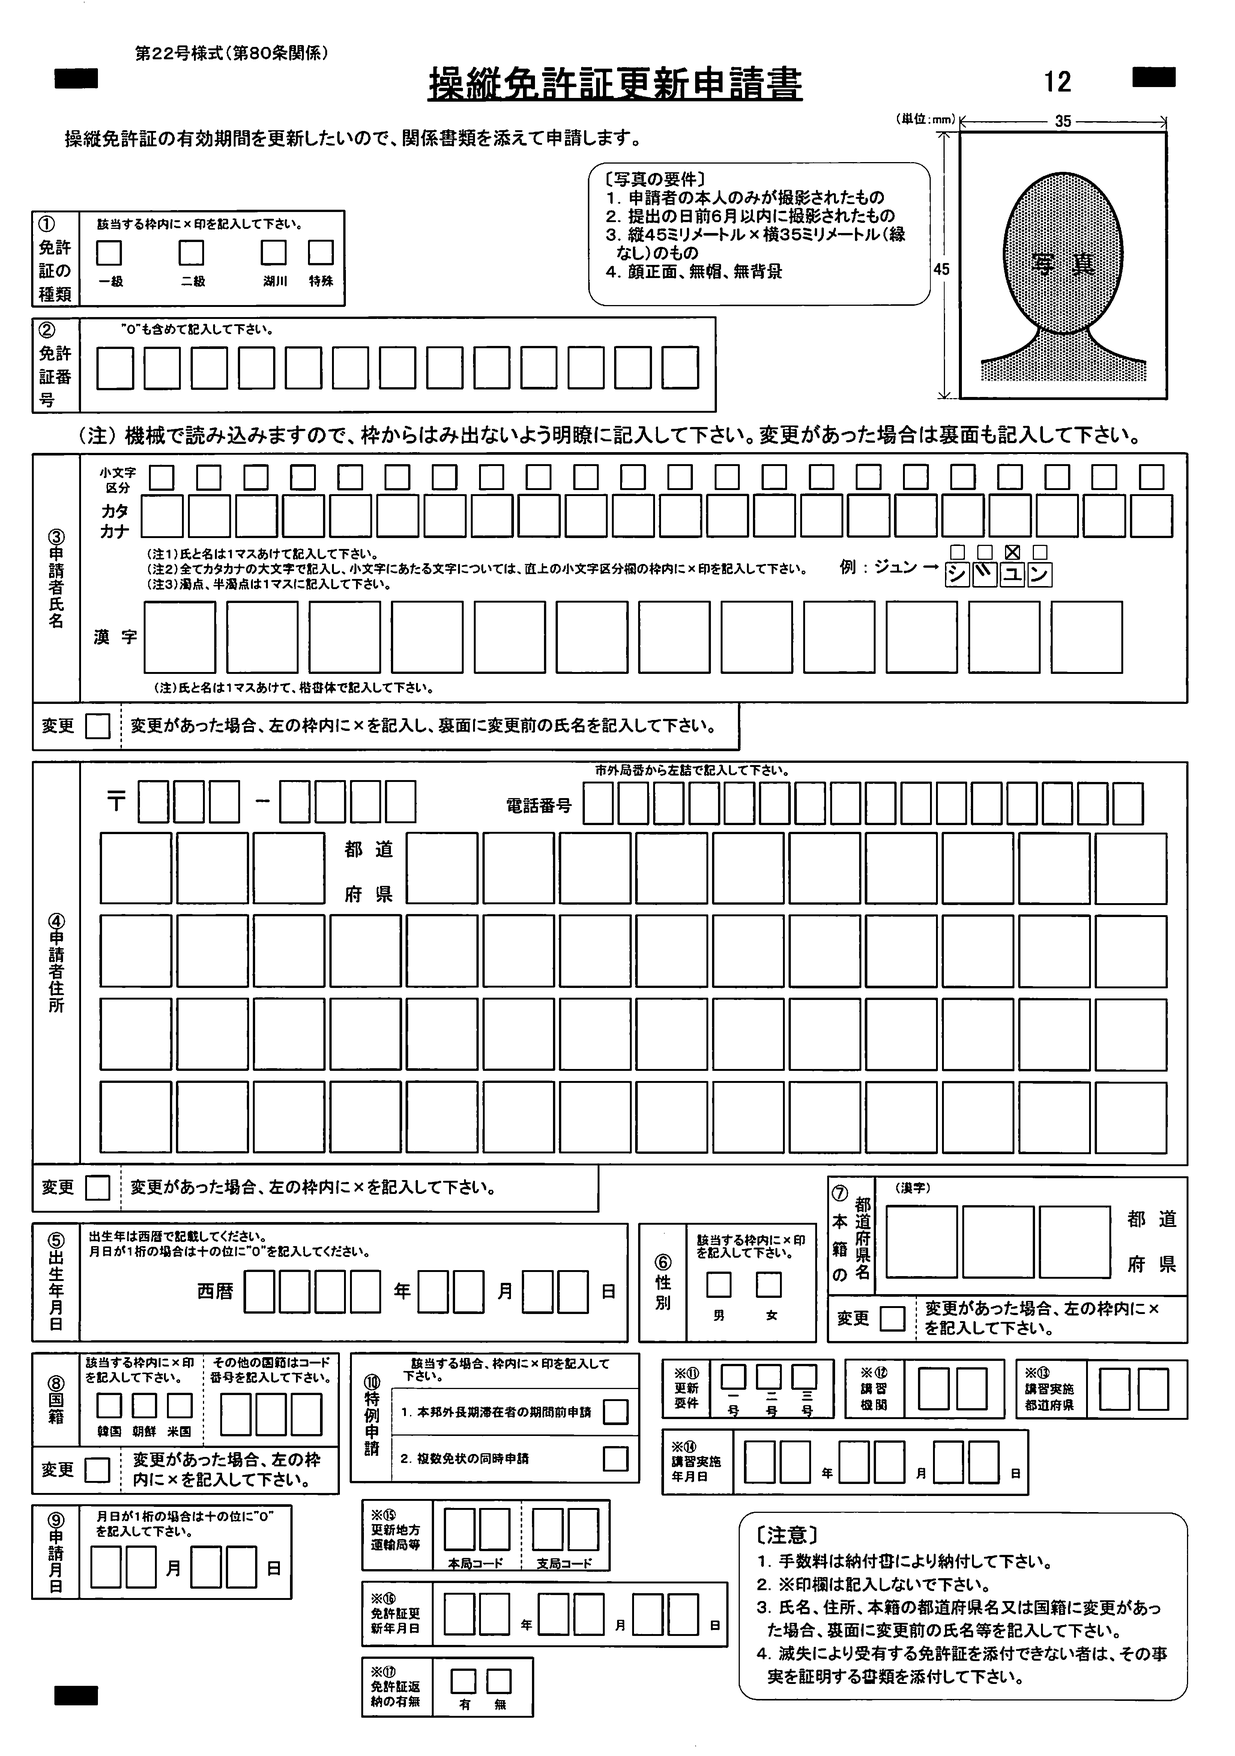 第22号様式(第80条関係)
操縦免許証更新申請書
12
操縦免許証の有効期間を更新したいので、関係書類を添えて申請します。
(単位:mm)
35
45
写真
〔写真の要件〕
1. 申請者の本人のみが撮影されたもの
2. 提出の日前6月以内に撮影されたもの
3. 縦45ミリメートル×横35ミリメートル(縁
なし)のもの
4. 顔正面、無帽、無背景
①
免許
証の
種類
該当する枠内に×印を記入して下さい。
一級 二級 湖川 特殊
②
免許
証番
号
"0"も含めて記入して下さい。
(注) 機械で読み込みますので、枠からはみ出ないよう明瞭に記入して下さい。変更があった場合は裏面も記入して下さい。
③申請者氏名
小文字
区分
カタ
カナ
(注1)氏と名は1マスあけて記入して下さい。
(注2)全てカタカナの大文字で記入し、小文字にあたる文字については、直上の小文字区分欄の枠内に×印を記入して下さい。
(注3)濁点、半濁点は1マスに記入して下さい。
例:ジュン→
シ〃ユン
漢字
(注)氏と名は1マスあけて、楷書体で記入して下さい。
変更 変更があった場合、左の枠内に×を記入し、裏面に変更前の氏名を記入して下さい。
④申請者住所
〒 －
市外局番から左詰で記入して下さい。
電話番号
都道
府県
変更 変更があった場合、左の枠内に×を記入して下さい。
⑤出生年月日
出生年は西暦で記載してください。
月日が1桁の場合は十の位に"0"を記入してください。
西暦 年 月 日
⑥性別
該当する枠内に×印
を記入して下さい。
男 女
⑦本籍の
都道府県名
(漢字)
都道
府県
変更 変更があった場合、左の枠内に×
を記入して下さい。
⑧国籍
該当する枠内に×印
を記入して下さい。
韓国 朝鮮 米国
その他の国籍はコード
番号を記入して下さい。
変更 変更があった場合、左の枠
内に×を記入して下さい。
⑨申請月日
月日が1桁の場合は十の位に"0"
を記入して下さい。
月 日
⑩特例申請
該当する場合、枠内に×印を記入して
下さい。
1. 本邦外長期滞在者の期間前申請
2. 複数免状の同時申請
※⑪
更新
要件
一号 二号 三号
※⑫
講習
機関
※⑬
講習実施
都道府県
※⑭
講習実施
年月日
年 月 日
※⑮
更新地方
運輸局等
本局コード 支局コード
※⑯
免許証更
新年月日
年 月 日
※⑰
免許証返
納の有無
有 無
〔注意〕
1. 手数料は納付書により納付して下さい。
2. ※印欄は記入しないで下さい。
3. 氏名、住所、本籍の都道府県名又は国籍に変更があっ
た場合、裏面に変更前の氏名等を記入して下さい。
4. 滅失により受有する免許証を添付できない者は、その事
実を証明する書類を添付して下さい。